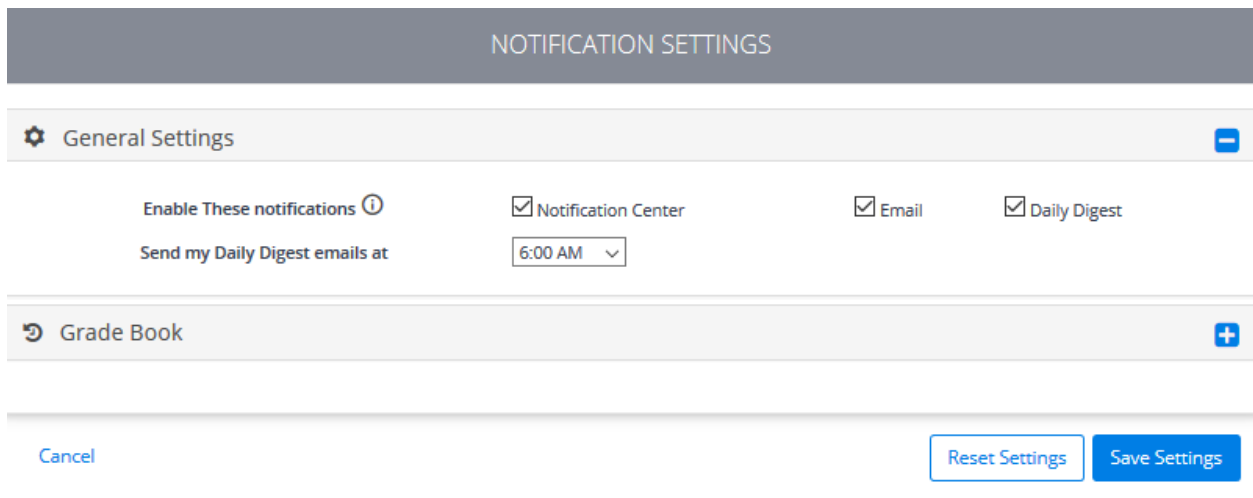 NOTIFICATION SETTINGS
General Settings
Enable These notifications Notification Center Email Daily Digest
Send my Daily Digest emails at 6:00 AM
Grade Book
Cancel Reset Settings Save Settings